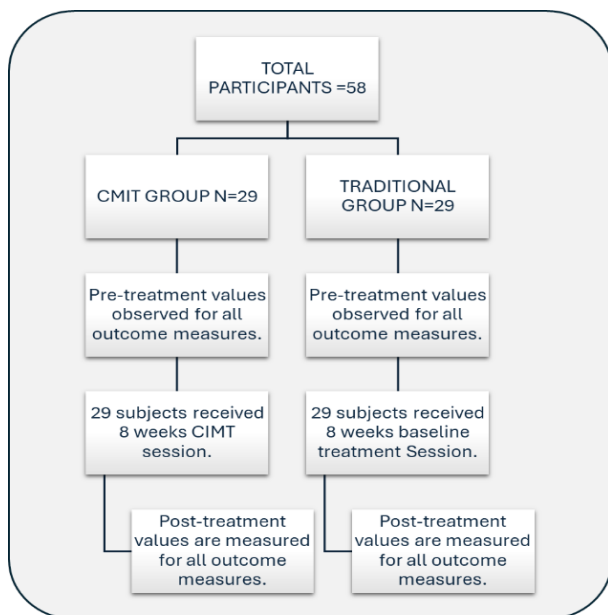 TOTAL
PARTICIPANTS =58
CMIT GROUP N=29
TRADITIONAL
GROUP N=29
Pre-treatment values
observed for all
outcome measures.
Pre-treatment values
observed for all
outcome measures.
29 subjects received
8 weeks CIMT
session.
29 subjects received
8 weeks baseline
treatment Session.
Post-treatment
values are measured
for all outcome
measures.
Post-treatment
values are measured
for all outcome
measures.